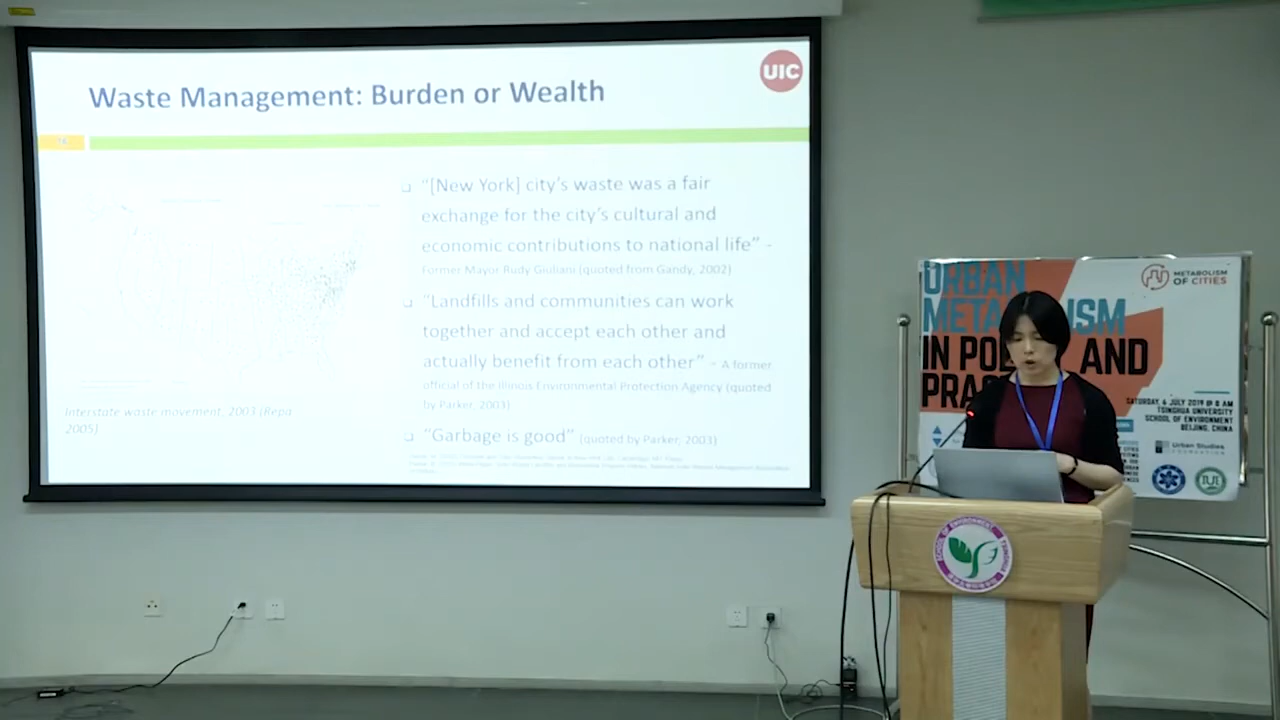 Waste Management: Burden or Wealth
UIC
"[New York] city's waste was a fair
exchange for the city's cultural and
economic contributions to national life" -
Former Mayor Rudy Giuliani (quoted from Gandy, 2002)
"Landfills and communities can work
together and accept each other and
actually benefit from each other" - A former
official of the Illinois Environmental Protection Agency (quoted
by Parker, 2003)
"Garbage is good" (quoted by Parker, 2003)
Interstate waste movement, 2003 (Repa
2005)
URBAN
IN
AND
METABOLISM
OF CITIES
SATURDAY, 6 JULY 2019 @ 8 AM
TSINGHUA UNIVERSITY
SCHOOL OF ENVIRONMENT
BEIJING, CHINA
Urban Studies
FOUNDATION
SCHOOL OF ENVIRONMENT